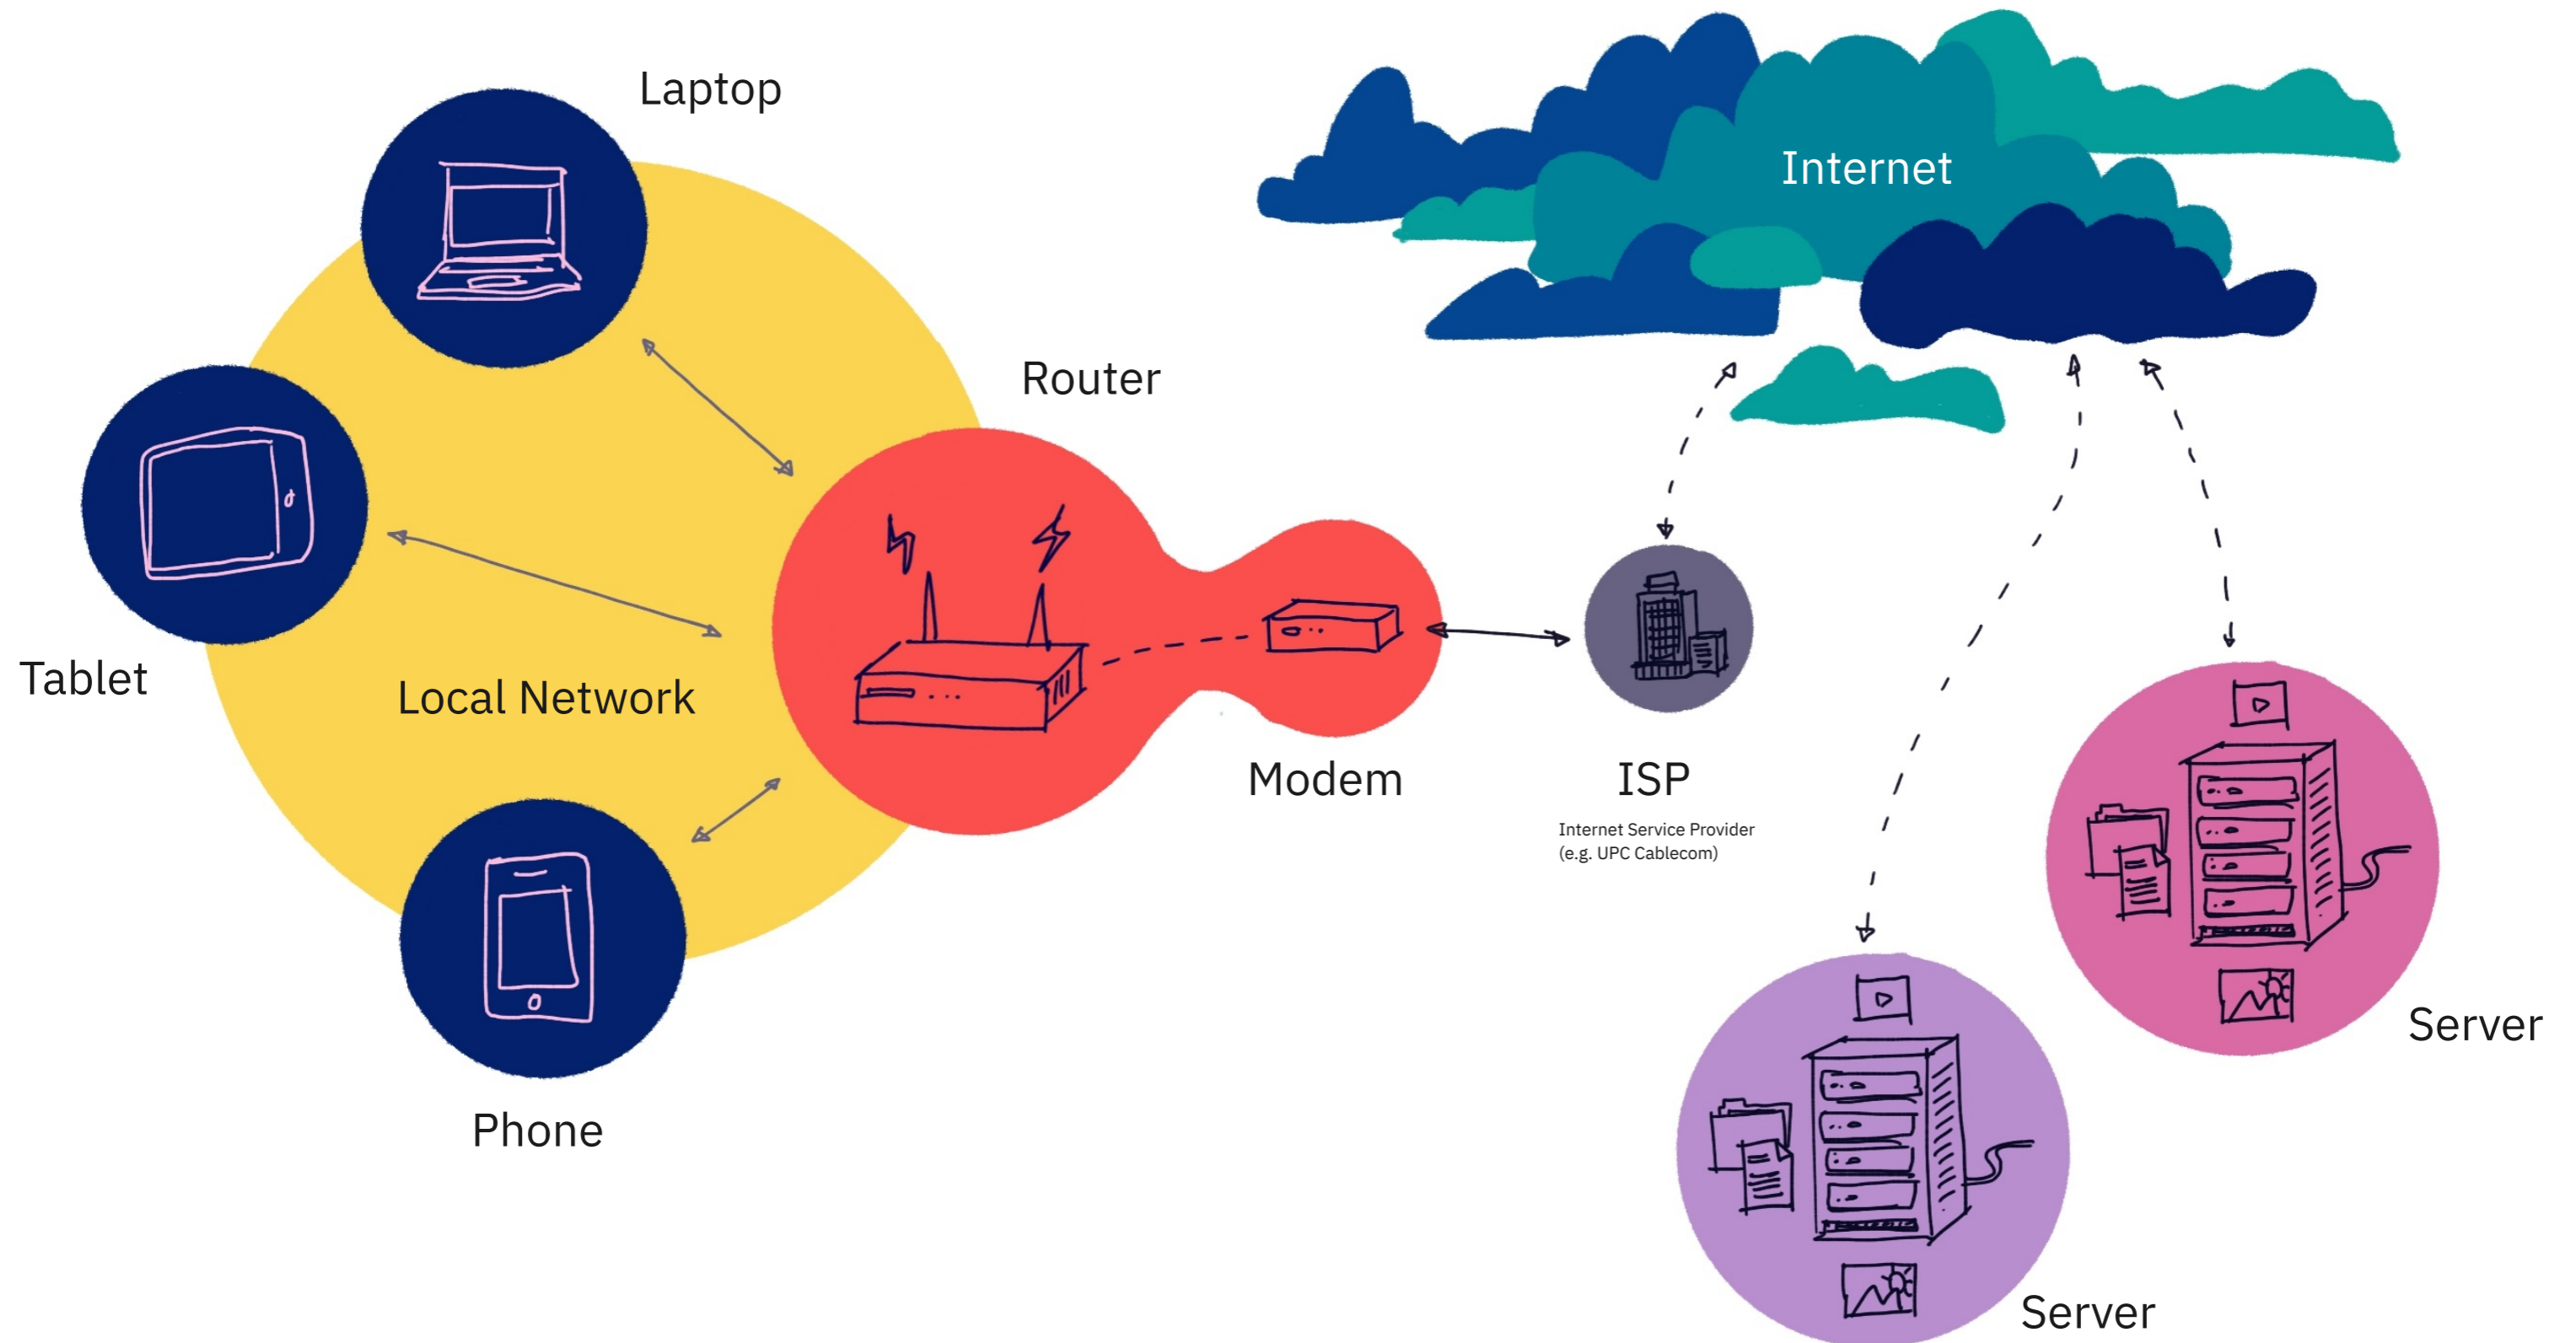 Laptop
Internet
Router
Tablet
Local Network
Modem
ISP
Internet Service Provider
(e.g. UPC Cablecom)
Phone
Server
Server